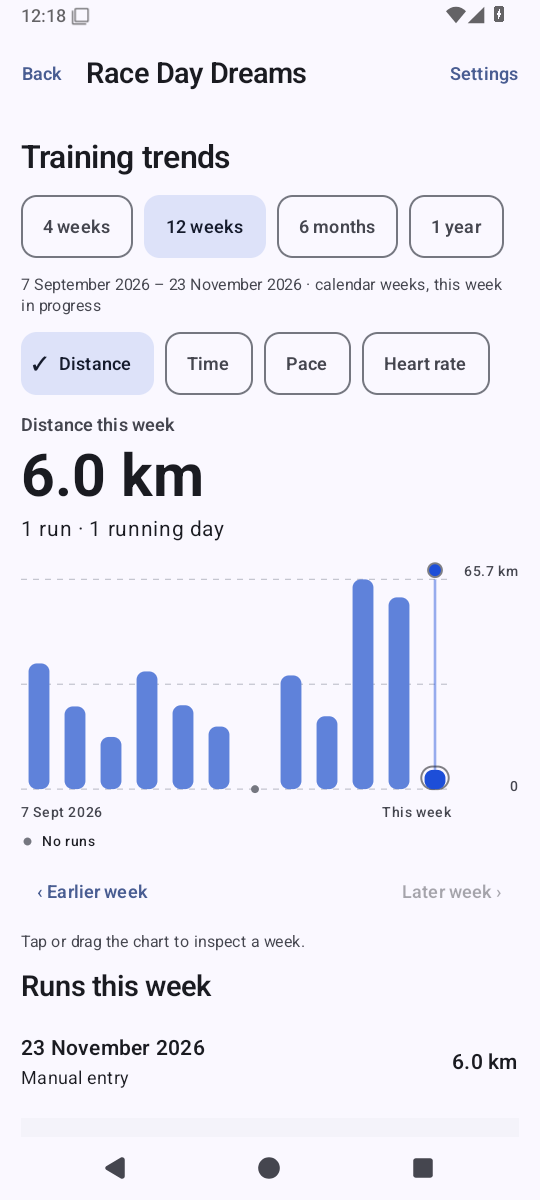 12:18
Back
Race Day Dreams
Settings
Training trends
4 weeks
12 weeks
6 months
1 year
7 September 2026 – 23 November 2026 · calendar weeks, this week
in progress
✓ Distance
Time
Pace
Heart rate
Distance this week
6.0 km
1 run · 1 running day
65.7 km
0
7 Sept 2026
This week
No runs
‹ Earlier week
Later week ›
Tap or drag the chart to inspect a week.
Runs this week
23 November 2026
6.0 km
Manual entry